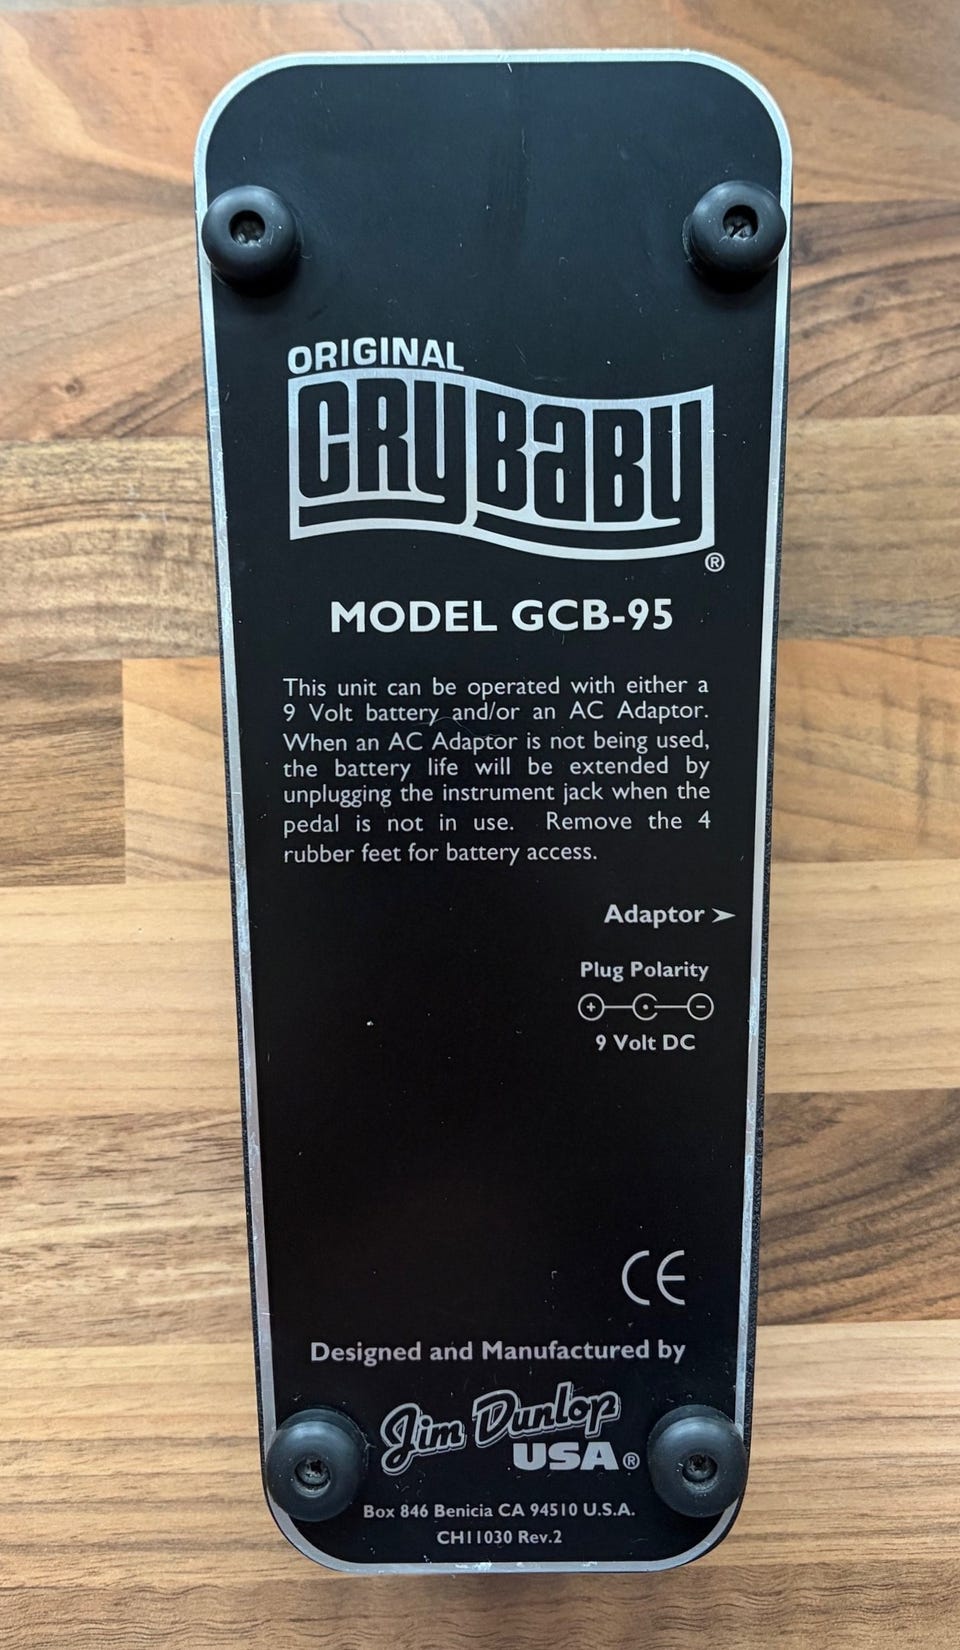 ORIGINAL
CRYBABY
®
MODEL GCB-95
This unit can be operated with either a
9 Volt battery and/or an AC Adaptor.
When an AC Adaptor is not being used,
the battery life will be extended by
unplugging the instrument jack when the
pedal is not in use. Remove the 4
rubber feet for battery access.
Adaptor ➢
Plug Polarity
+ -
9 Volt DC
CE
Designed and Manufactured by
Jim Dunlop
USA®
Box 846 Benicia CA 94510 U.S.A.
CH11030 Rev.2